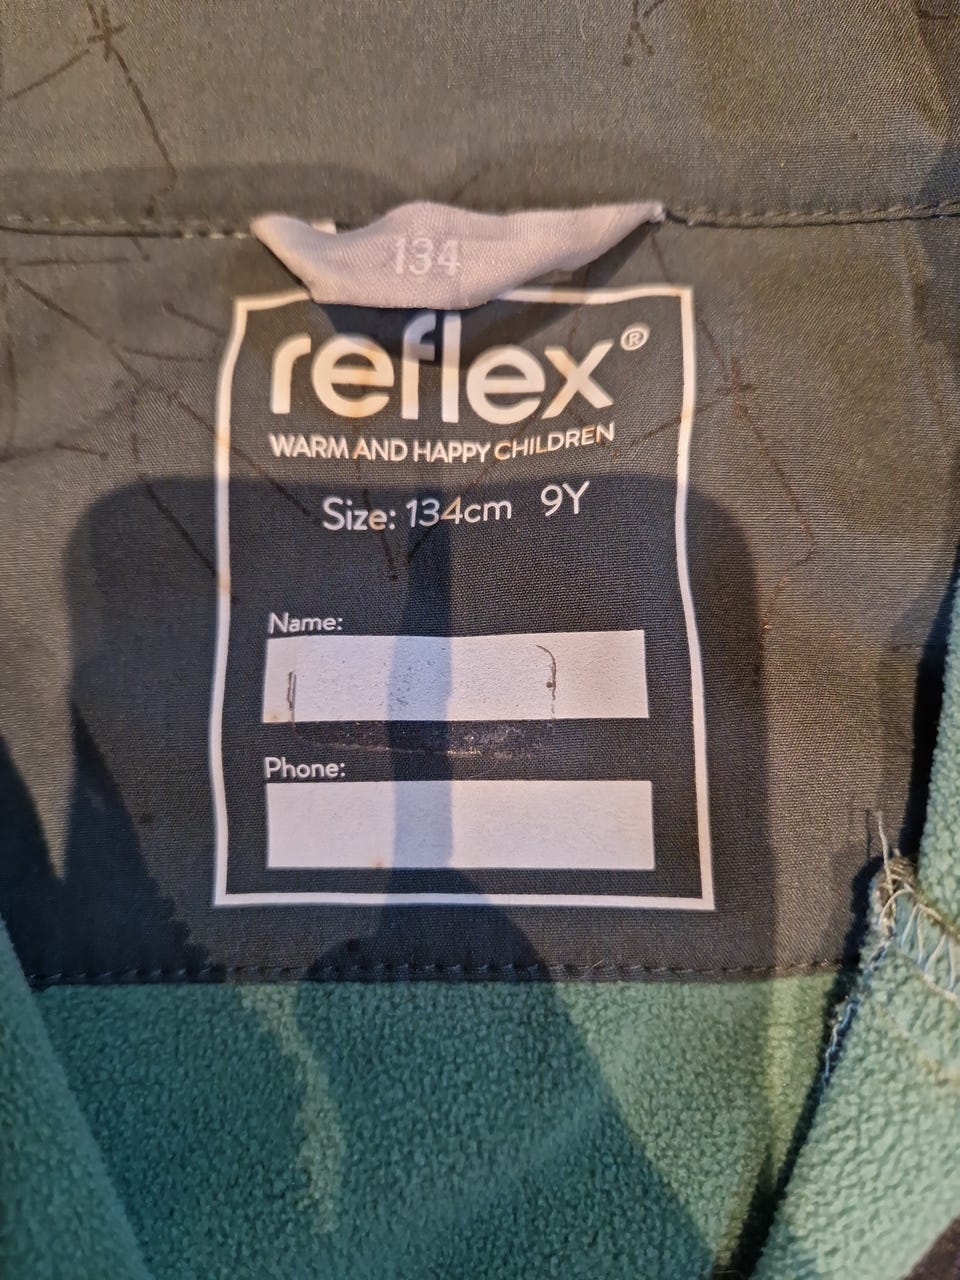 134
reflex®
WARM AND HAPPY CHILDREN
Size: 134cm 9Y
Name:
Phone: